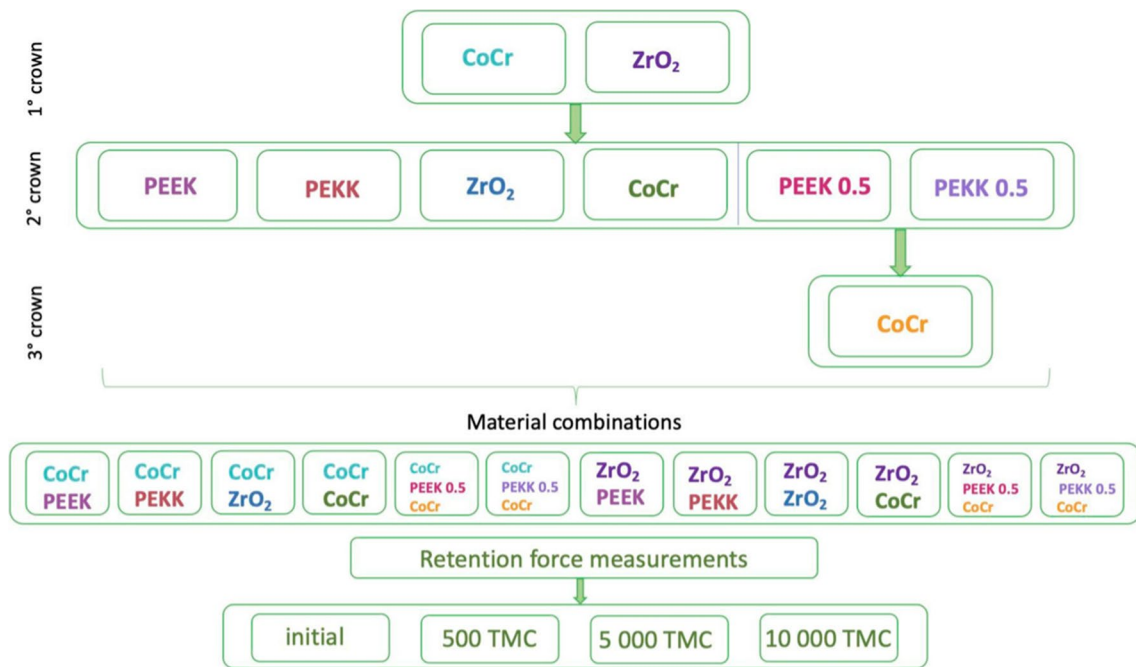 1° crown
CoCr
ZrO₂
2° crown
PEEK
PEKK
ZrO₂
CoCr
PEEK 0.5
PEKK 0.5
3° crown
CoCr
Material combinations
CoCr
PEEK
CoCr
PEKK
CoCr
ZrO₂
CoCr
CoCr
CoCr
PEEK 0.5
CoCr
CoCr
PEKK 0.5
CoCr
ZrO₂
PEEK
ZrO₂
PEKK
ZrO₂
ZrO₂
ZrO₂
CoCr
ZrO₂
PEEK 0.5
CoCr
ZrO₂
PEKK 0.5
CoCr
Retention force measurements
initial
500 TMC
5 000 TMC
10 000 TMC